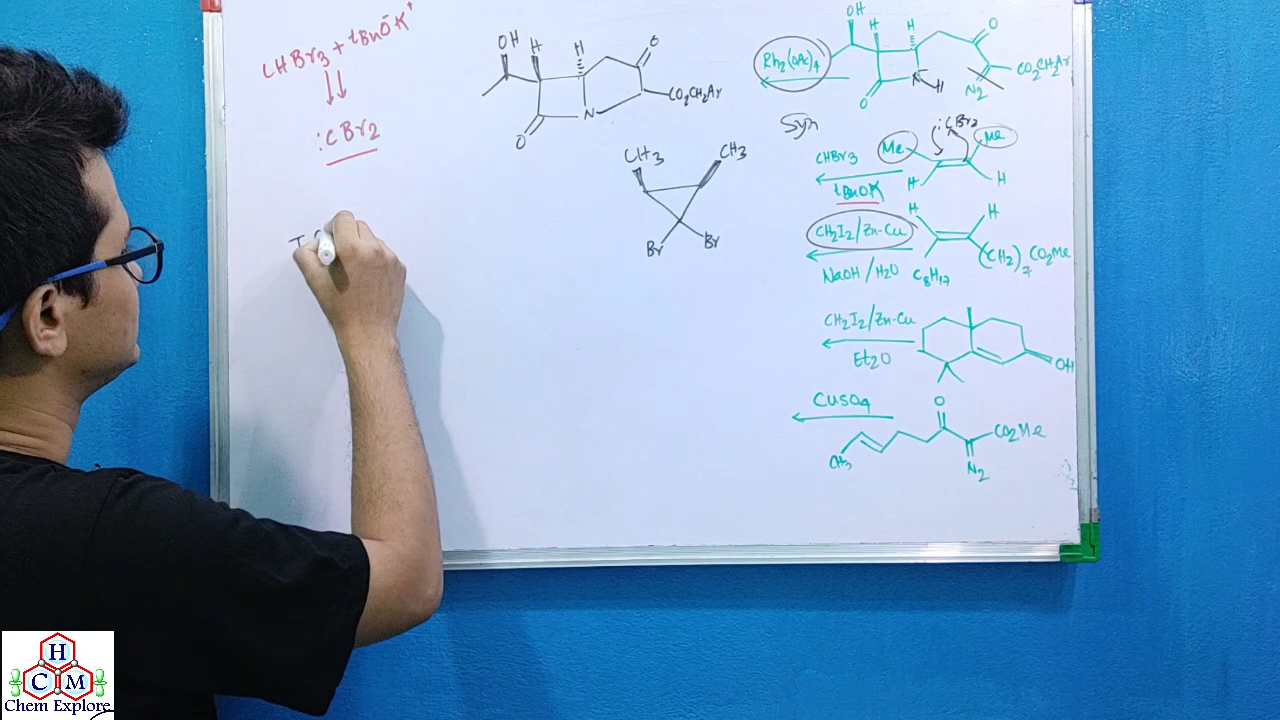 CHBr3 + tBuO⁻K⁺
:CBr2
I
OH H H O
CO2CH2Ar
O N
CH3 CH3
Br Br
Rh2(OAc)4
OH H H O
N H N2 CO2CH2Ar
O
Syn
:CBr2
CHBr3
tBuOK
Me Me
H H
CH2I2/Zn-Cu
NaOH/H2O
H H
C8H17 (CH2)7 CO2Me
CH2I2/Zn-Cu
Et2O
OH
CuSO4
O
CO2Me
CH3 N2
H
C M
Chem Explore